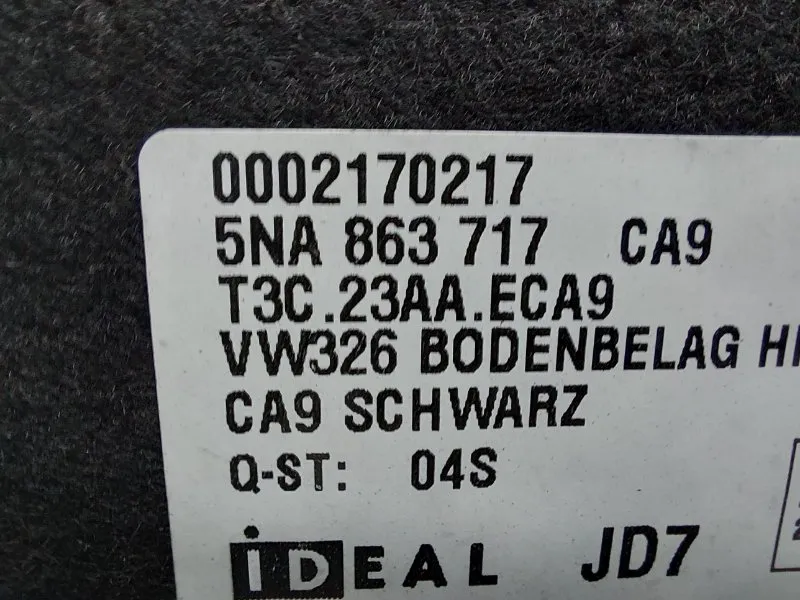 0002170217
5NA 863 717 CA9
T3C.23AA.ECA9
VW326 BODENBELAG
CA9 SCHWARZ
Q-ST: 04S
iDEAL JD7